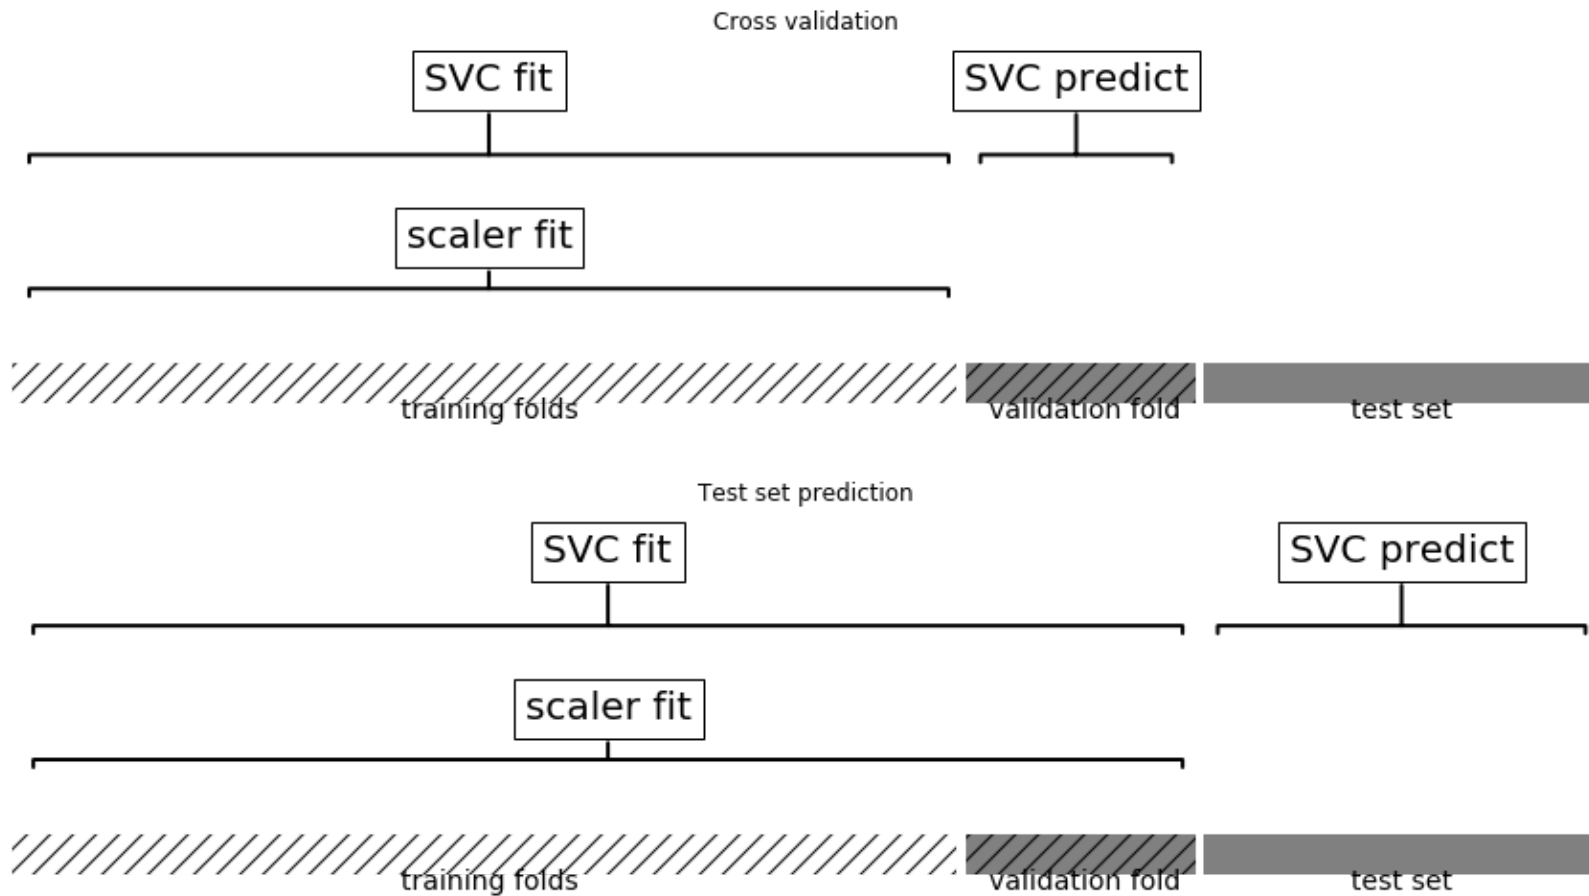 Cross validation
SVC fit
SVC predict
scaler fit
training folds
validation fold
test set
Test set prediction
SVC fit
SVC predict
scaler fit
training folds
validation fold
test set